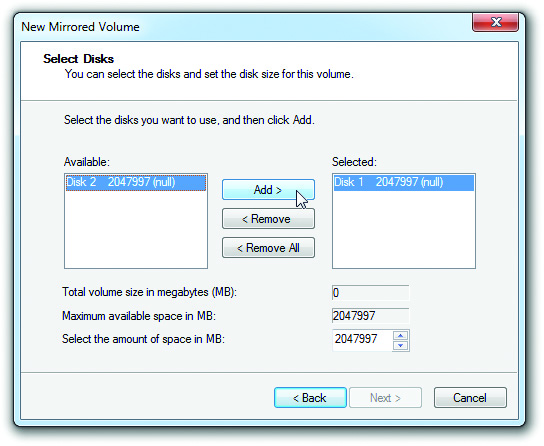 New Mirrored Volume
Select Disks
You can select the disks and set the disk size for this volume.
Select the disks you want to use, and then click Add.
Available:
Selected:
Disk 2 2047997 (null)
Disk 1 2047997 (null)
Add >
< Remove
< Remove All
Total volume size in megabytes (MB): 0
Maximum available space in MB: 2047997
Select the amount of space in MB: 2047997
< Back
Next >
Cancel